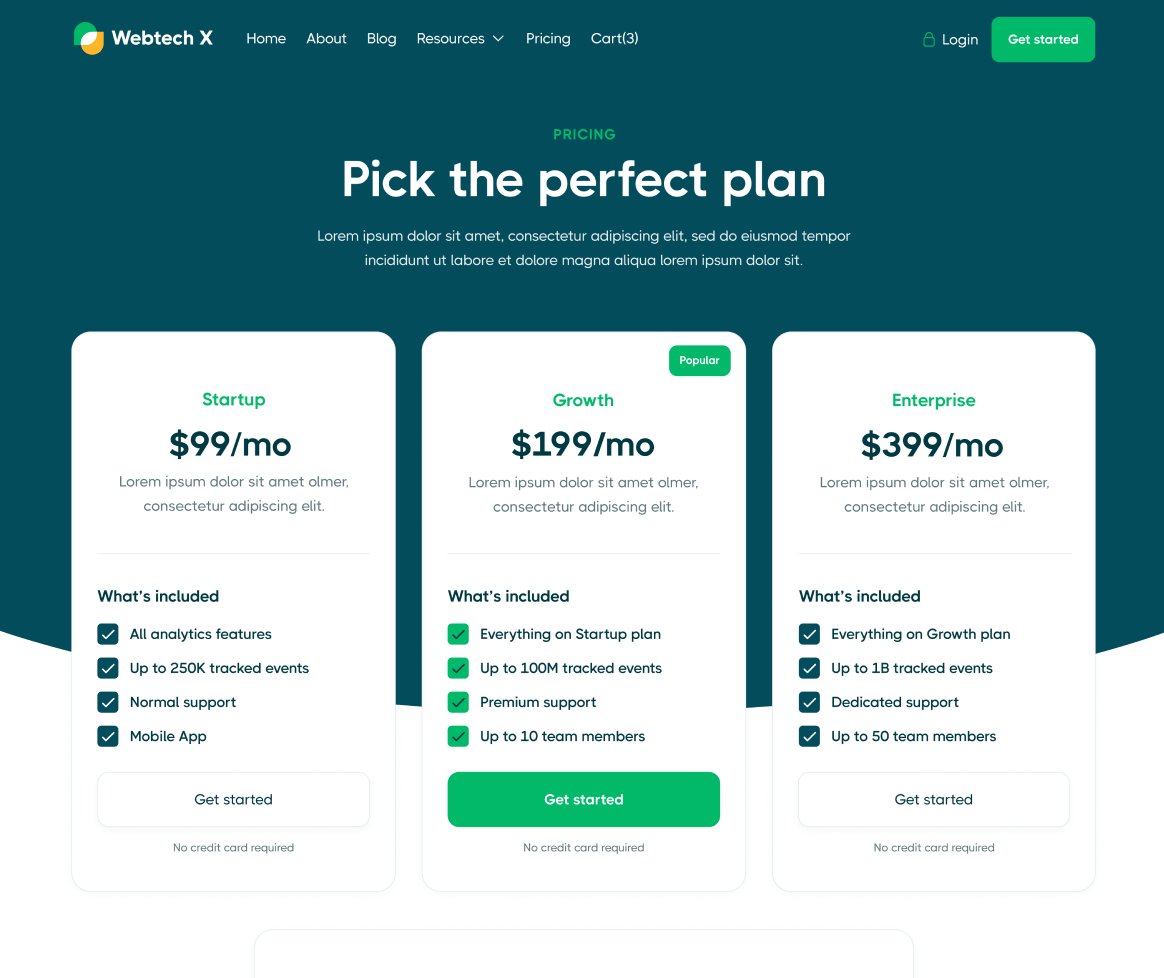 Webtech X Home About Blog Resources Pricing Cart(3) Login Get started
PRICING
Pick the perfect plan
Lorem ipsum dolor sit amet, consectetur adipiscing elit, sed do eiusmod tempor
incididunt ut labore et dolore magna aliqua lorem ipsum dolor sit.
Startup
$99/mo
Lorem ipsum dolor sit amet olmer,
consectetur adipiscing elit.
What's included
All analytics features
Up to 250K tracked events
Normal support
Mobile App
Get started
No credit card required
Popular
Growth
$199/mo
Lorem ipsum dolor sit amet olmer,
consectetur adipiscing elit.
What's included
Everything on Startup plan
Up to 100M tracked events
Premium support
Up to 10 team members
Get started
No credit card required
Enterprise
$399/mo
Lorem ipsum dolor sit amet olmer,
consectetur adipiscing elit.
What's included
Everything on Growth plan
Up to 1B tracked events
Dedicated support
Up to 50 team members
Get started
No credit card required